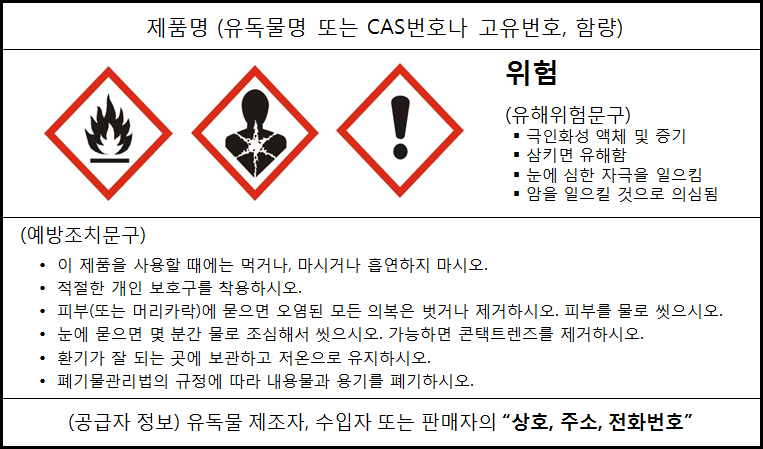 제품명 (유독물명 또는 CAS번호나 고유번호, 함량)
위험
(유해위험문구)
▪ 극인화성 액체 및 증기
▪ 삼키면 유해함
▪ 눈에 심한 자극을 일으킴
▪ 암을 일으킬 것으로 의심됨
(예방조치문구)
• 이 제품을 사용할 때에는 먹거나, 마시거나 흡연하지 마시오.
• 적절한 개인 보호구를 착용하시오.
• 피부(또는 머리카락)에 묻으면 오염된 모든 의복은 벗거나 제거하시오. 피부를 물로 씻으시오.
• 눈에 묻으면 몇 분간 물로 조심해서 씻으시오. 가능하면 콘택트렌즈를 제거하시오.
• 환기가 잘 되는 곳에 보관하고 저온으로 유지하시오.
• 폐기물관리법의 규정에 따라 내용물과 용기를 폐기하시오.
(공급자 정보) 유독물 제조자, 수입자 또는 판매자의 “상호, 주소, 전화번호”